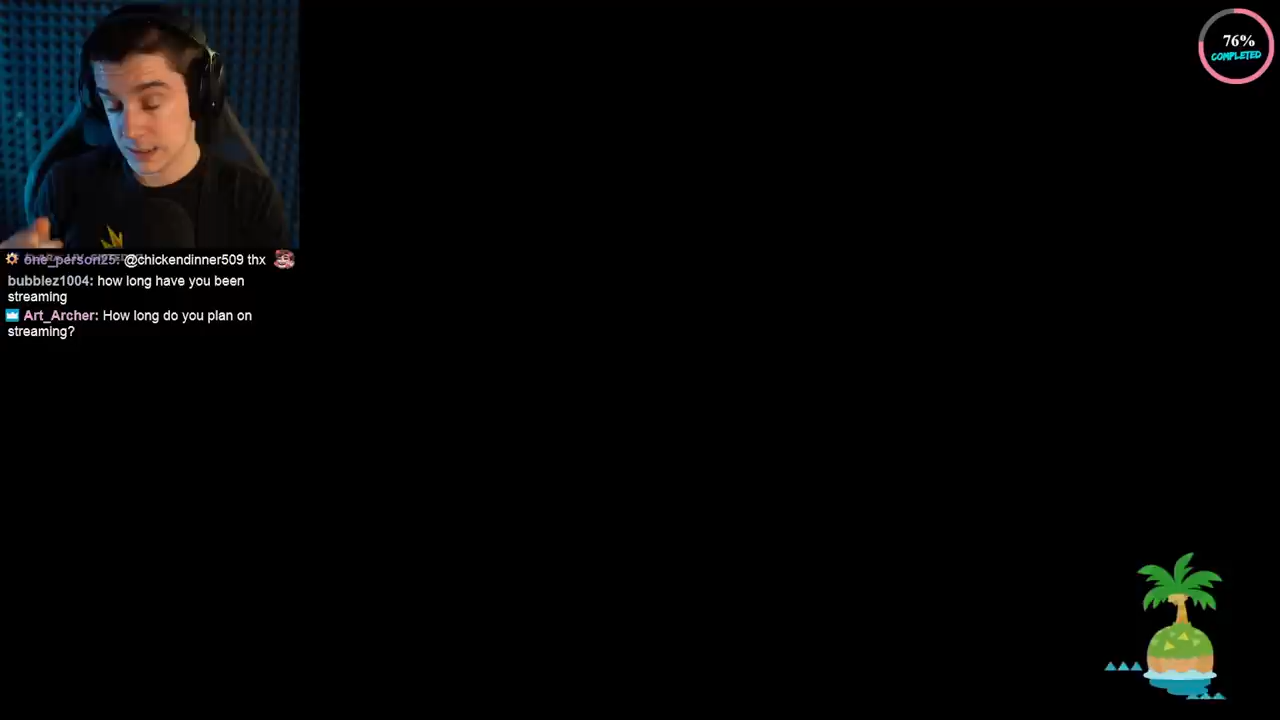 76%
COMPLETED
one_person25: @chickendinner509 thx
bubblez1004: how long have you been
streaming
Art_Archer: How long do you plan on
streaming?